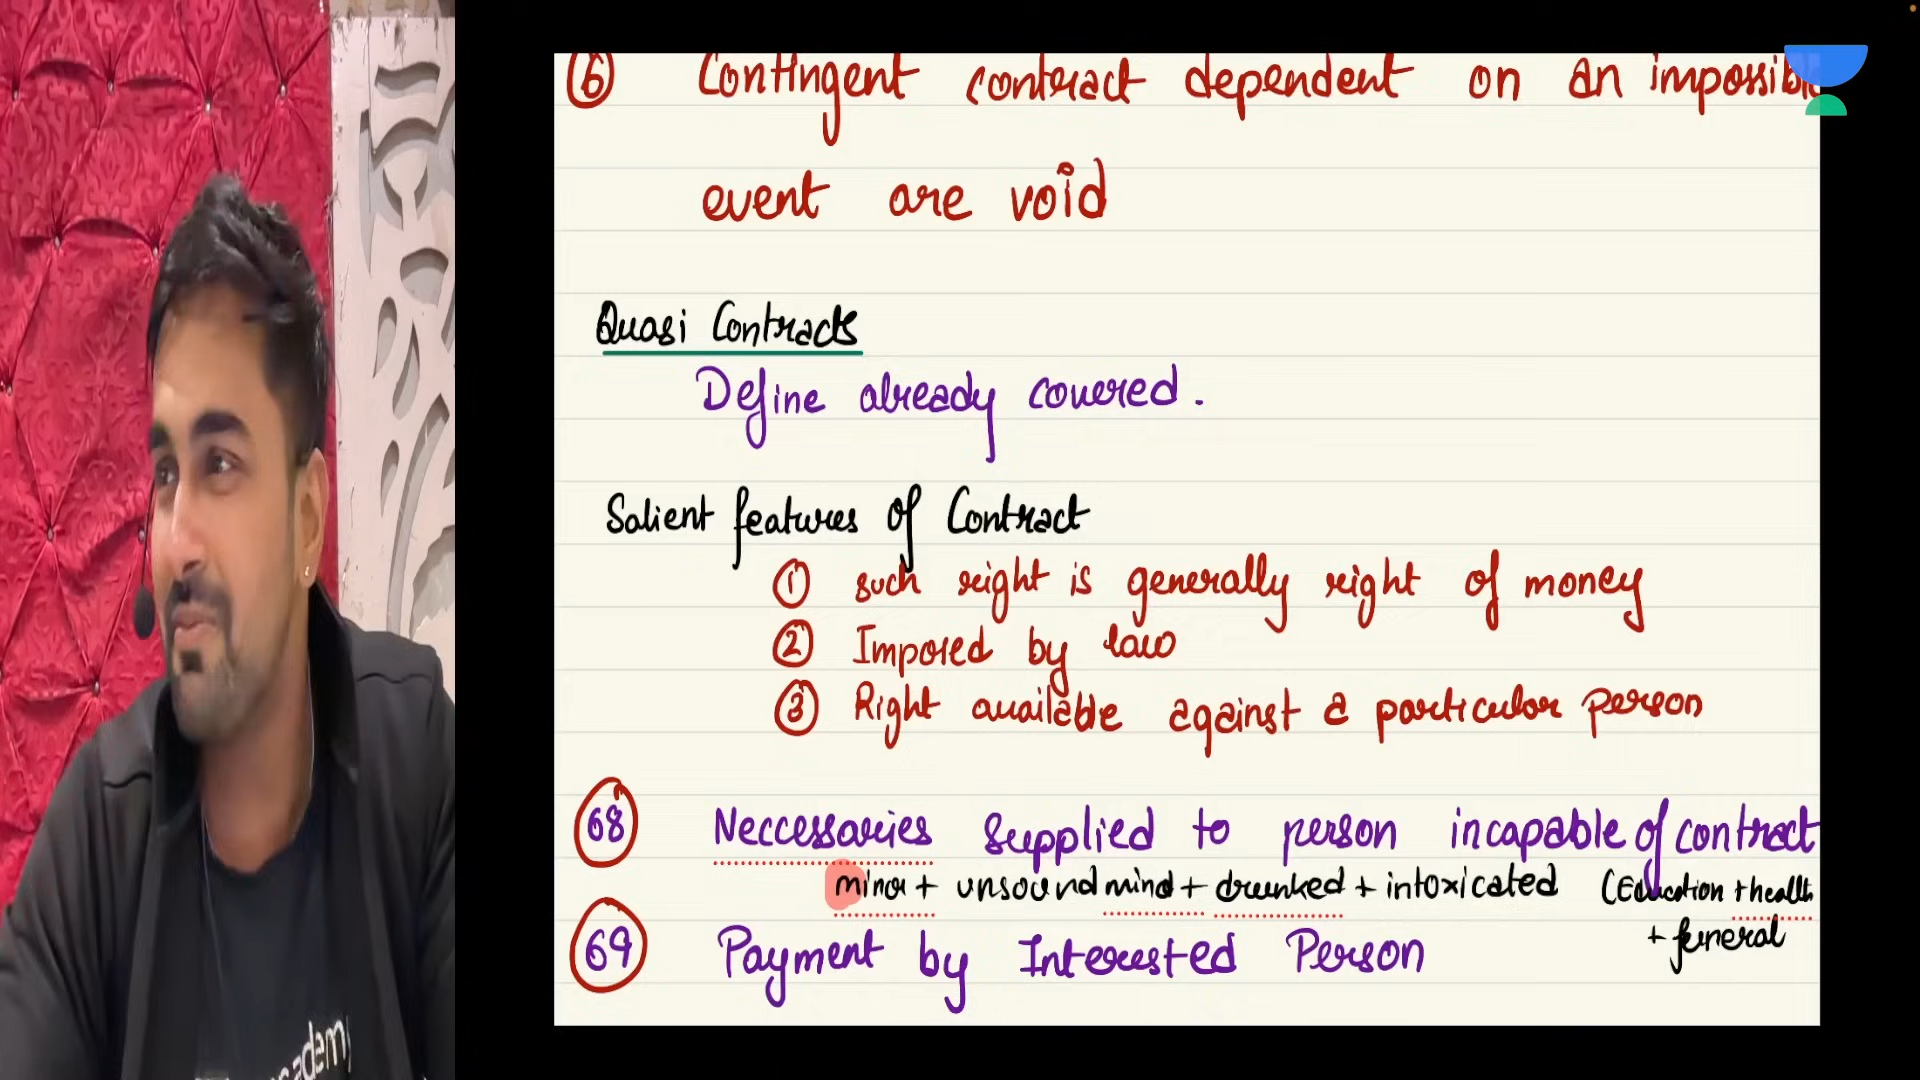 6 Contingent contract dependent on an impossible
event are void
Quasi Contracts
Define already covered.
Salient features of Contract
1 such right is generally right of money
2 Imposed by law
3 Right available against a particular person
68 Neccessaries supplied to person incapable of contract
minor + unsound mind + drunked + intoxicated (Education + health
+ funeral
69 Payment by Interested Person
academy